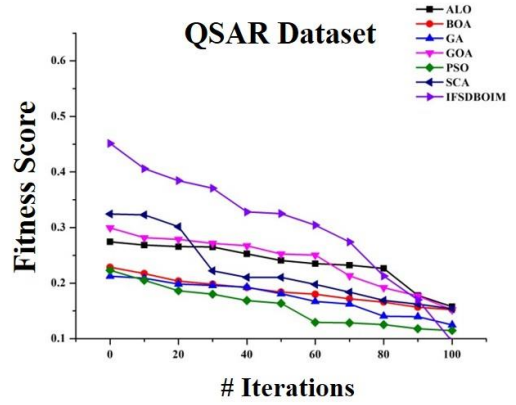 QSAR Dataset
ALO
BOA
GA
GOA
PSO
SCA
IFSDBOIM
Fitness Score
0.6
0.5
0.4
0.3
0.2
0.1
0 20 40 60 80 100
# Iterations